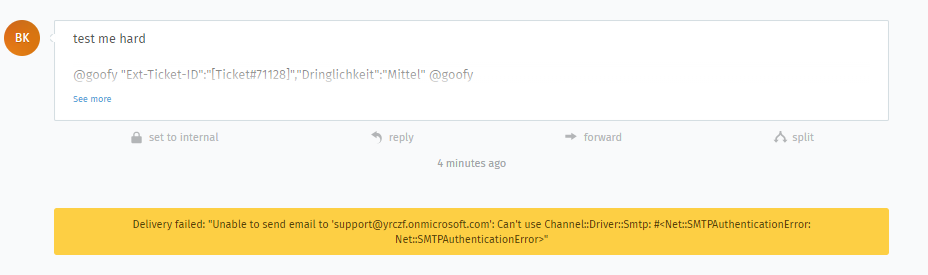 BK
test me hard
@goofy "Ext-Ticket-ID":"[Ticket#71128]","Dringlichkeit":"Mittel" @goofy
See more
set to internal reply forward split
4 minutes ago
Delivery failed: "Unable to send email to 'support@yrczf.onmicrosoft.com': Can't use Channel::Driver::Smtp: #<Net::SMTPAuthenticationError:
Net::SMTPAuthenticationError>"